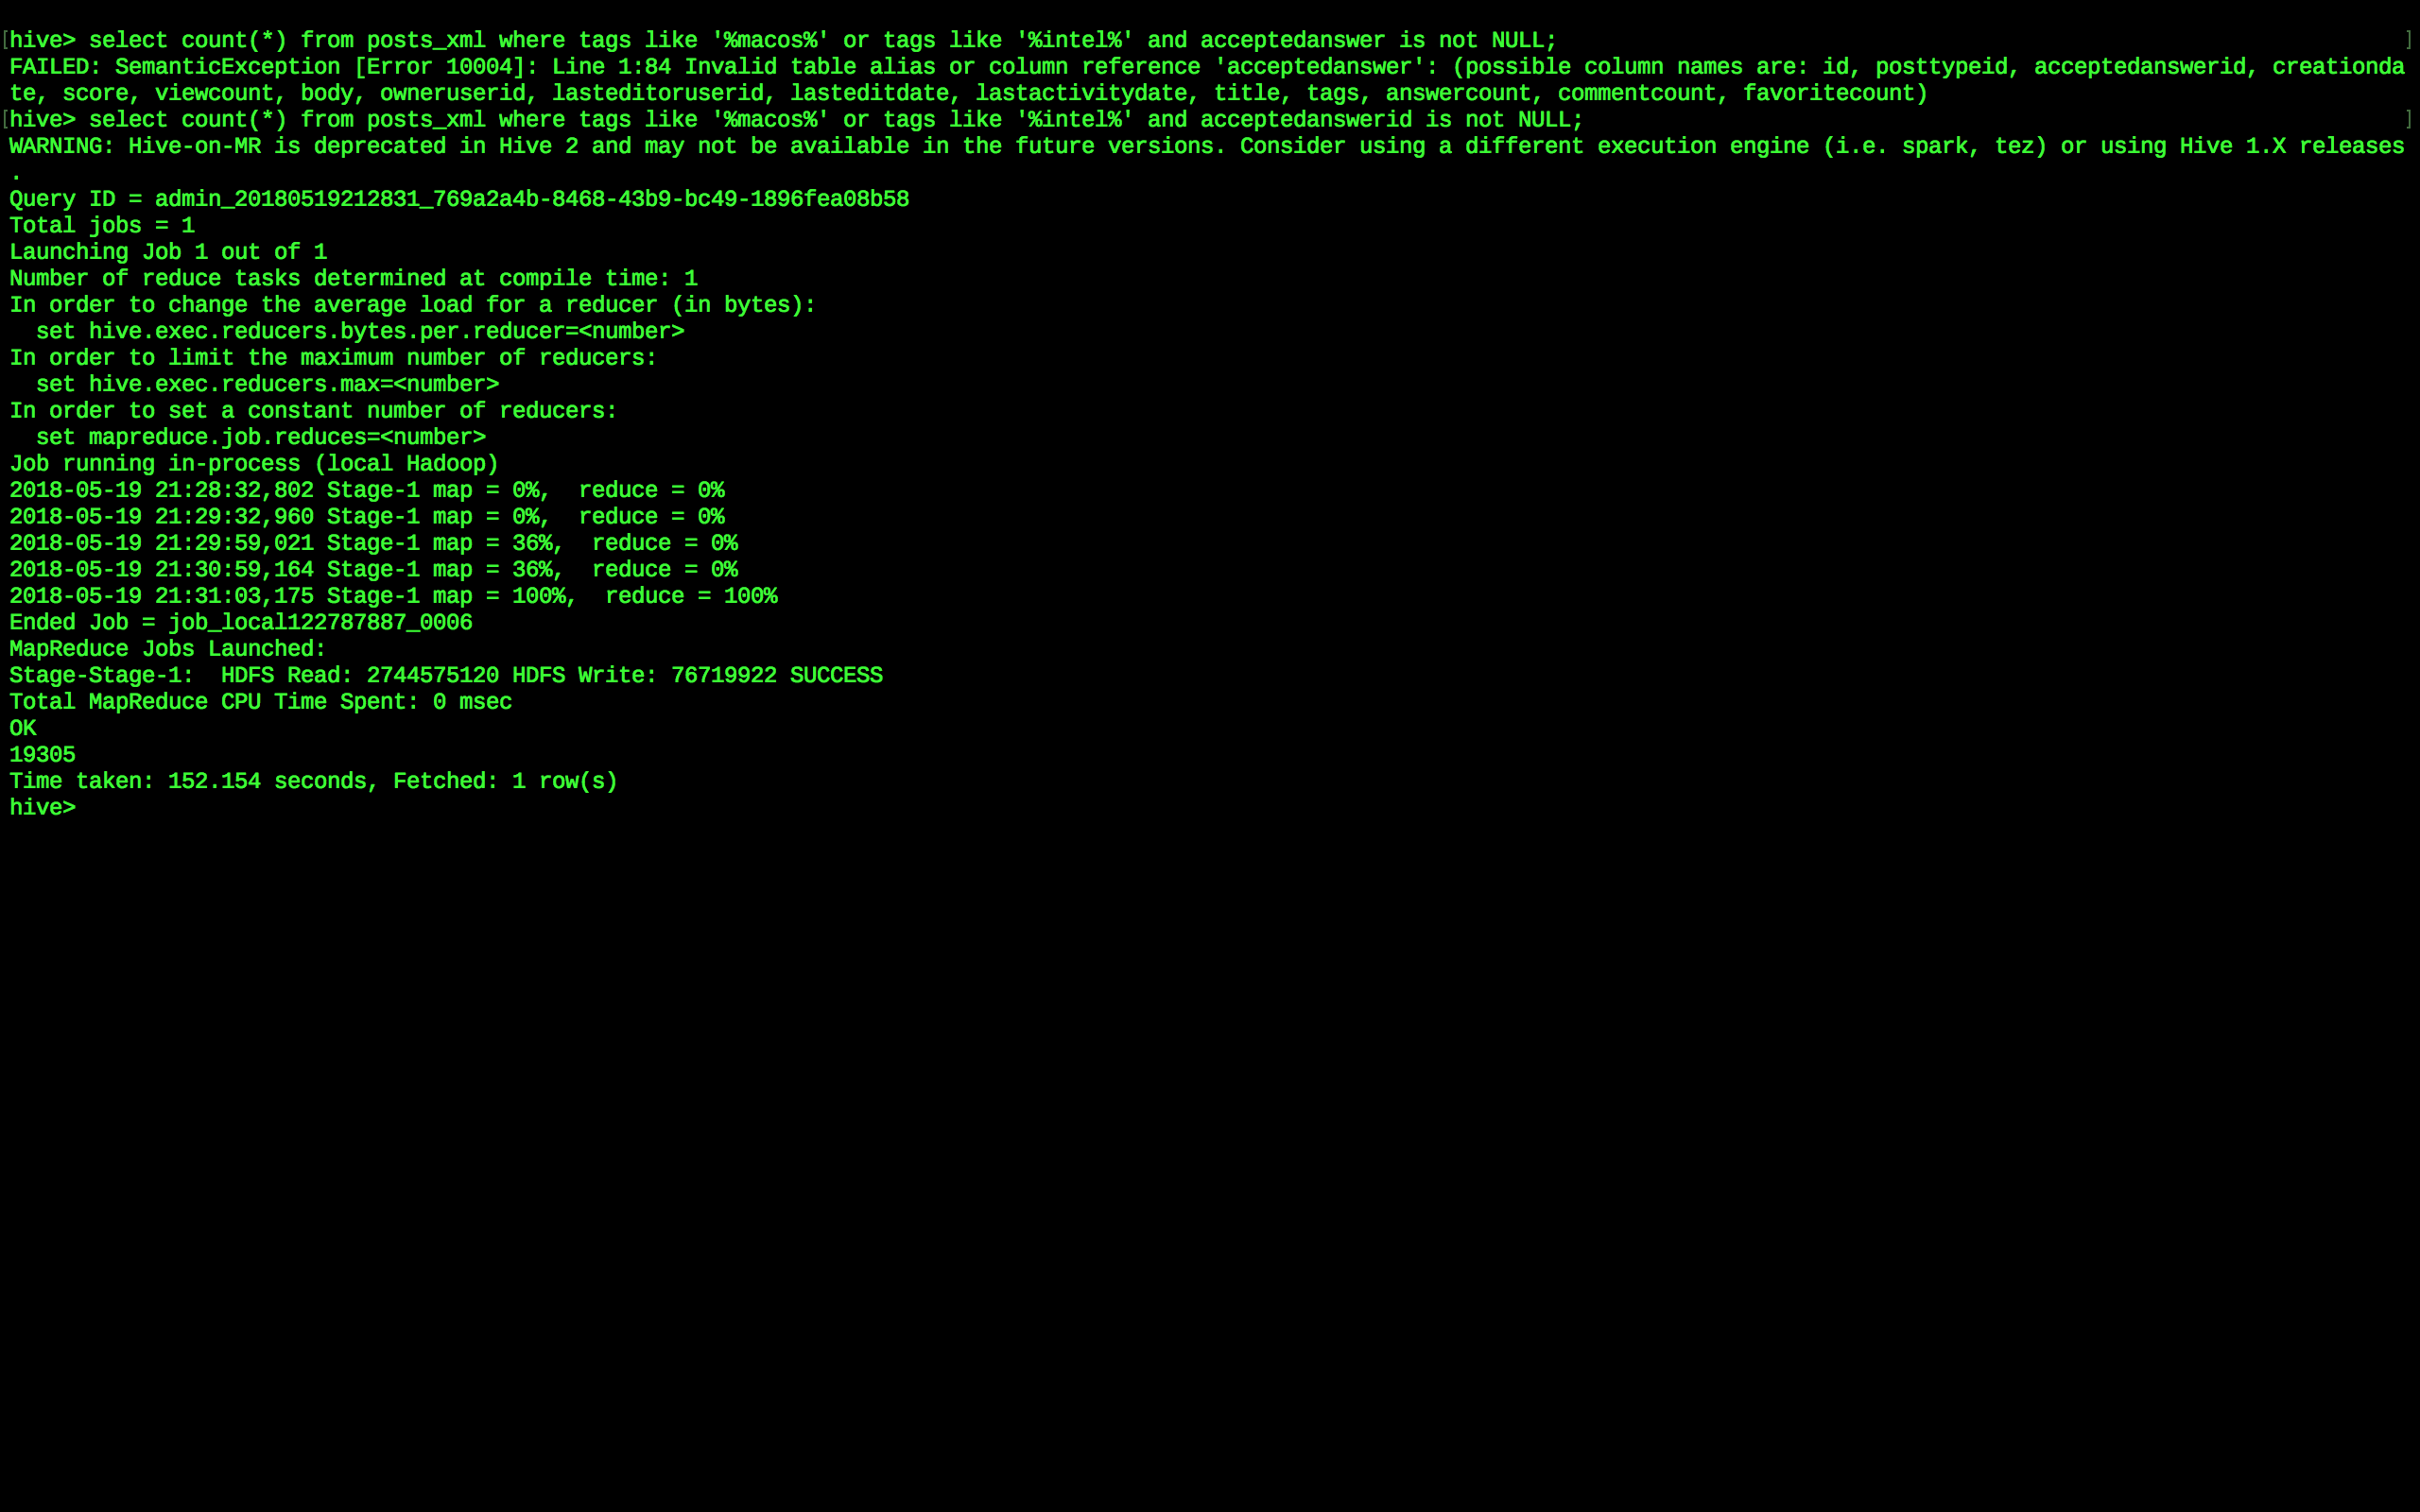 [hive> select count(*) from posts_xml where tags like '%macos%' or tags like '%intel%' and acceptedanswer is not NULL; ]
FAILED: SemanticException [Error 10004]: Line 1:84 Invalid table alias or column reference 'acceptedanswer': (possible column names are: id, posttypeid, acceptedanswerid, creationda
te, score, viewcount, body, owneruserid, lasteditoruserid, lasteditdate, lastactivitydate, title, tags, answercount, commentcount, favoritecount)
[hive> select count(*) from posts_xml where tags like '%macos%' or tags like '%intel%' and acceptedanswerid is not NULL; ]
WARNING: Hive-on-MR is deprecated in Hive 2 and may not be available in the future versions. Consider using a different execution engine (i.e. spark, tez) or using Hive 1.X releases
.
Query ID = admin_20180519212831_769a2a4b-8468-43b9-bc49-1896fea08b58
Total jobs = 1
Launching Job 1 out of 1
Number of reduce tasks determined at compile time: 1
In order to change the average load for a reducer (in bytes):
  set hive.exec.reducers.bytes.per.reducer=<number>
In order to limit the maximum number of reducers:
  set hive.exec.reducers.max=<number>
In order to set a constant number of reducers:
  set mapreduce.job.reduces=<number>
Job running in-process (local Hadoop)
2018-05-19 21:28:32,802 Stage-1 map = 0%,  reduce = 0%
2018-05-19 21:29:32,960 Stage-1 map = 0%,  reduce = 0%
2018-05-19 21:29:59,021 Stage-1 map = 36%,  reduce = 0%
2018-05-19 21:30:59,164 Stage-1 map = 36%,  reduce = 0%
2018-05-19 21:31:03,175 Stage-1 map = 100%,  reduce = 100%
Ended Job = job_local122787887_0006
MapReduce Jobs Launched:
Stage-Stage-1:  HDFS Read: 2744575120 HDFS Write: 76719922 SUCCESS
Total MapReduce CPU Time Spent: 0 msec
OK
19305
Time taken: 152.154 seconds, Fetched: 1 row(s)
hive>